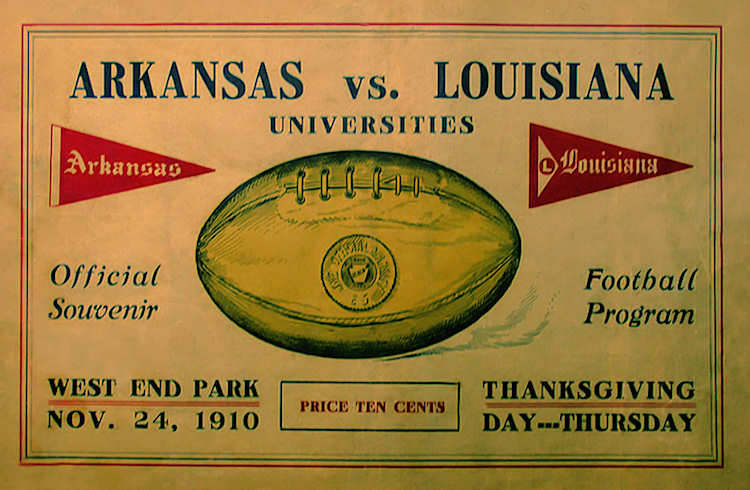 ARKANSAS vs. LOUISIANA
UNIVERSITIES
Arkansas
L Louisiana
Official
Souvenir
Football
Program
WEST END PARK
NOV. 24, 1910
PRICE TEN CENTS
THANKSGIVING
DAY---THURSDAY